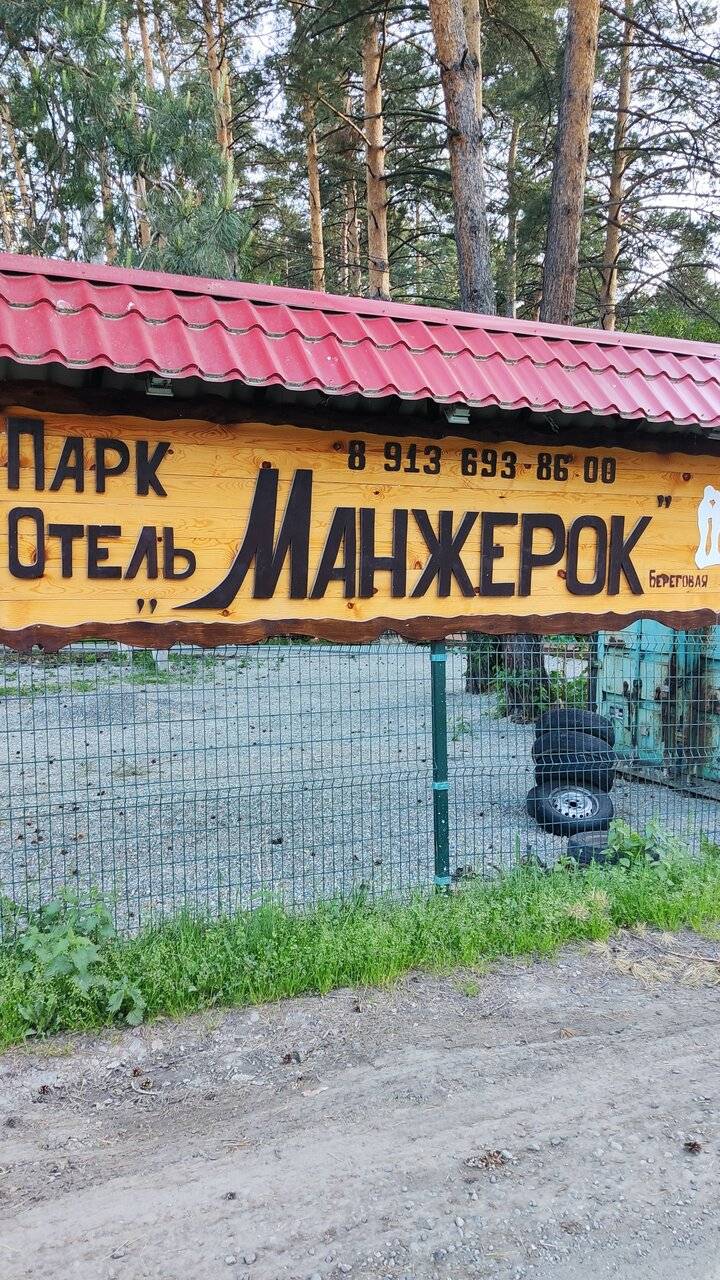 Парк
Отель
8 913 693-86 00
„Манжерок"
Береговая